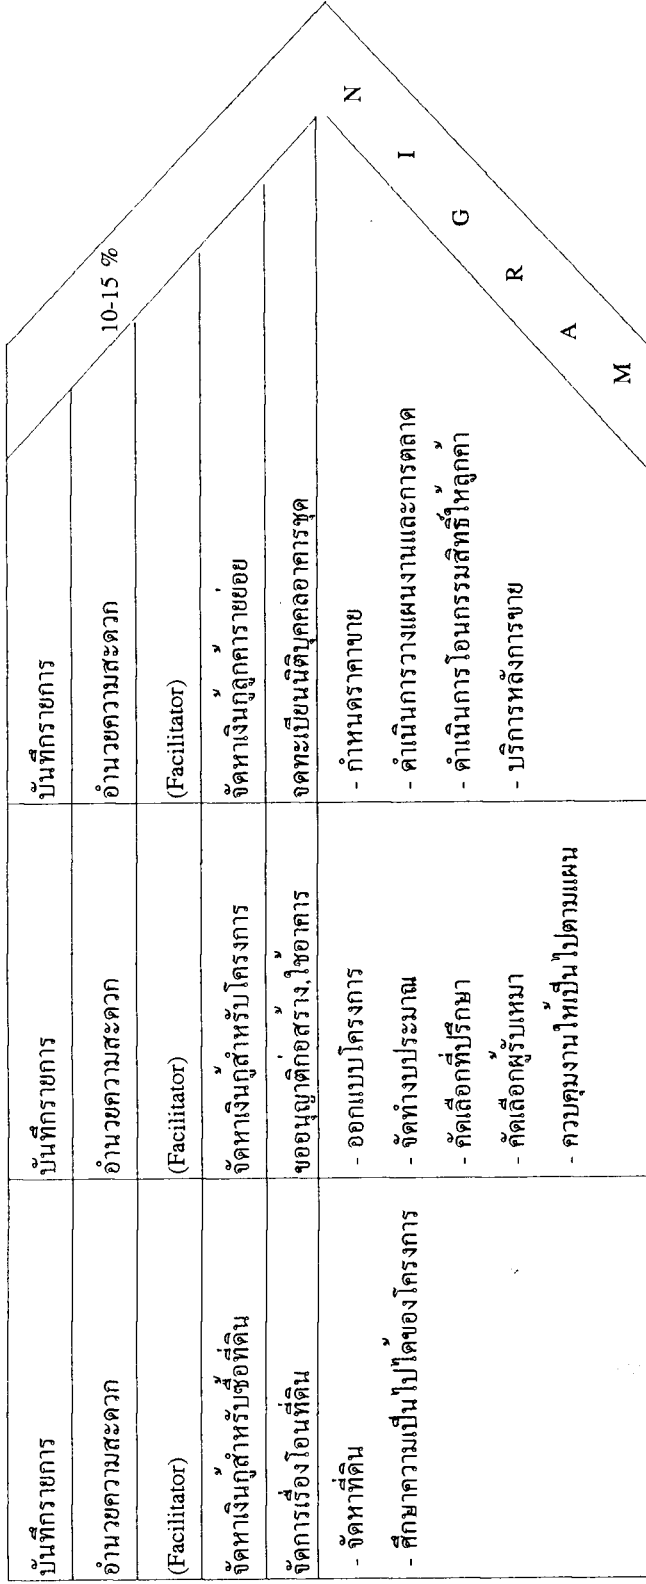 บันทึกรายการ
บันทึกรายการ
บันทึกรายการ
อำนวยความสะดวก
อำนวยความสะดวก
อำนวยความสะดวก
10-15 %
(Facilitator)
(Facilitator)
(Facilitator)
จัดหาเงินกู้สำหรับซื้อที่ดิน
จัดหาเงินกู้สำหรับโครงการ
จัดหาเงินกู้ลูกค้ารายย่อย
จัดการเรื่องโอนที่ดิน
ขออนุญาติก่อสร้าง,ใช้อาคาร
จดทะเบียนนิติบุคคลอาคารชุด
- จัดหาที่ดิน
- ศึกษาความเป็นไปได้ของโครงการ
- ออกแบบโครงการ
- จัดทำงบประมาณ
- คัดเลือกที่ปรึกษา
- คัดเลือกผู้รับเหมา
- ควบคุมงานให้เป็นไปตามแผน
- กำหนดราคาขาย
- ดำเนินการวางแผนงานและการตลาด
- ดำเนินการโอนกรรมสิทธิ์ให้ลูกค้า
- บริการหลังการขาย
N
I
G
R
A
M